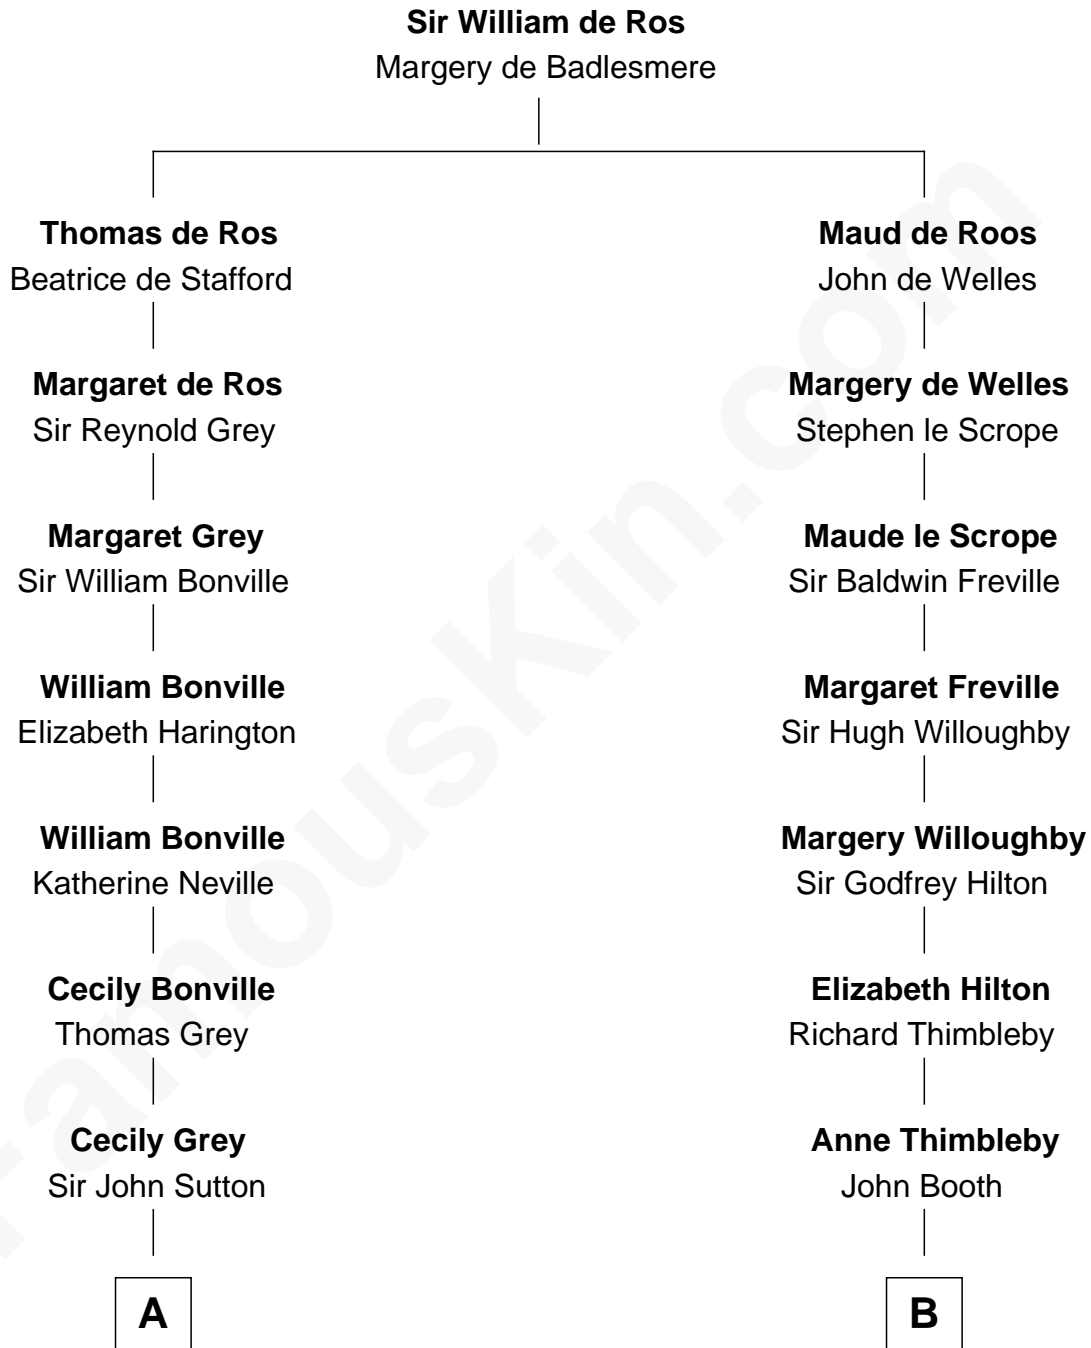 Sir William de Ros
Margery de Badlesmere
Thomas de Ros
Beatrice de Stafford
Maud de Roos
John de Welles
Margaret de Ros
Sir Reynold Grey
Margery de Welles
Stephen le Scrope
Margaret Grey
Sir William Bonville
Maude le Scrope
Sir Baldwin Freville
William Bonville
Elizabeth Harington
Margaret Freville
Sir Hugh Willoughby
William Bonville
Katherine Neville
Margery Willoughby
Sir Godfrey Hilton
Cecily Bonville
Thomas Grey
Elizabeth Hilton
Richard Thimbleby
Cecily Grey
Sir John Sutton
Anne Thimbleby
John Booth
A
B
FamousKin.com